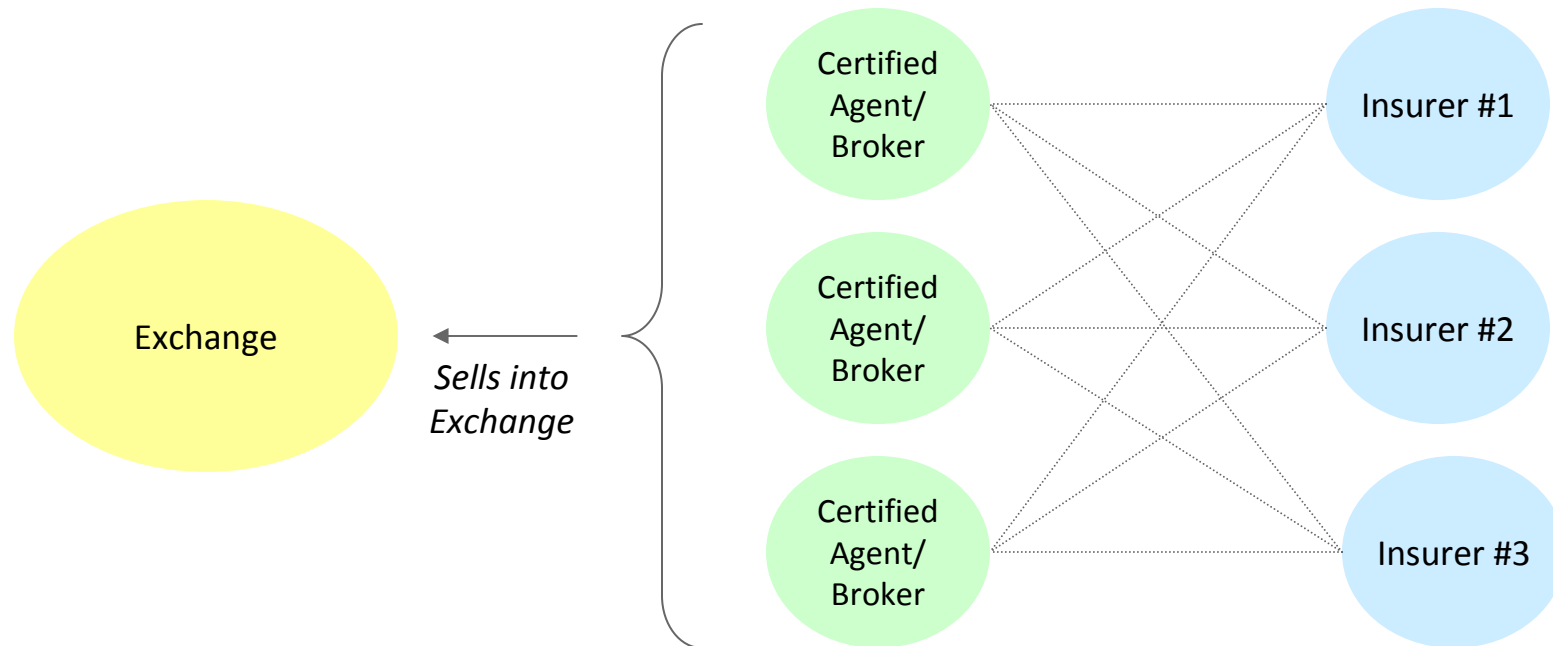 Exchange
Sells into
Exchange
Certified
Agent/
Broker
Certified
Agent/
Broker
Certified
Agent/
Broker
Insurer #1
Insurer #2
Insurer #3